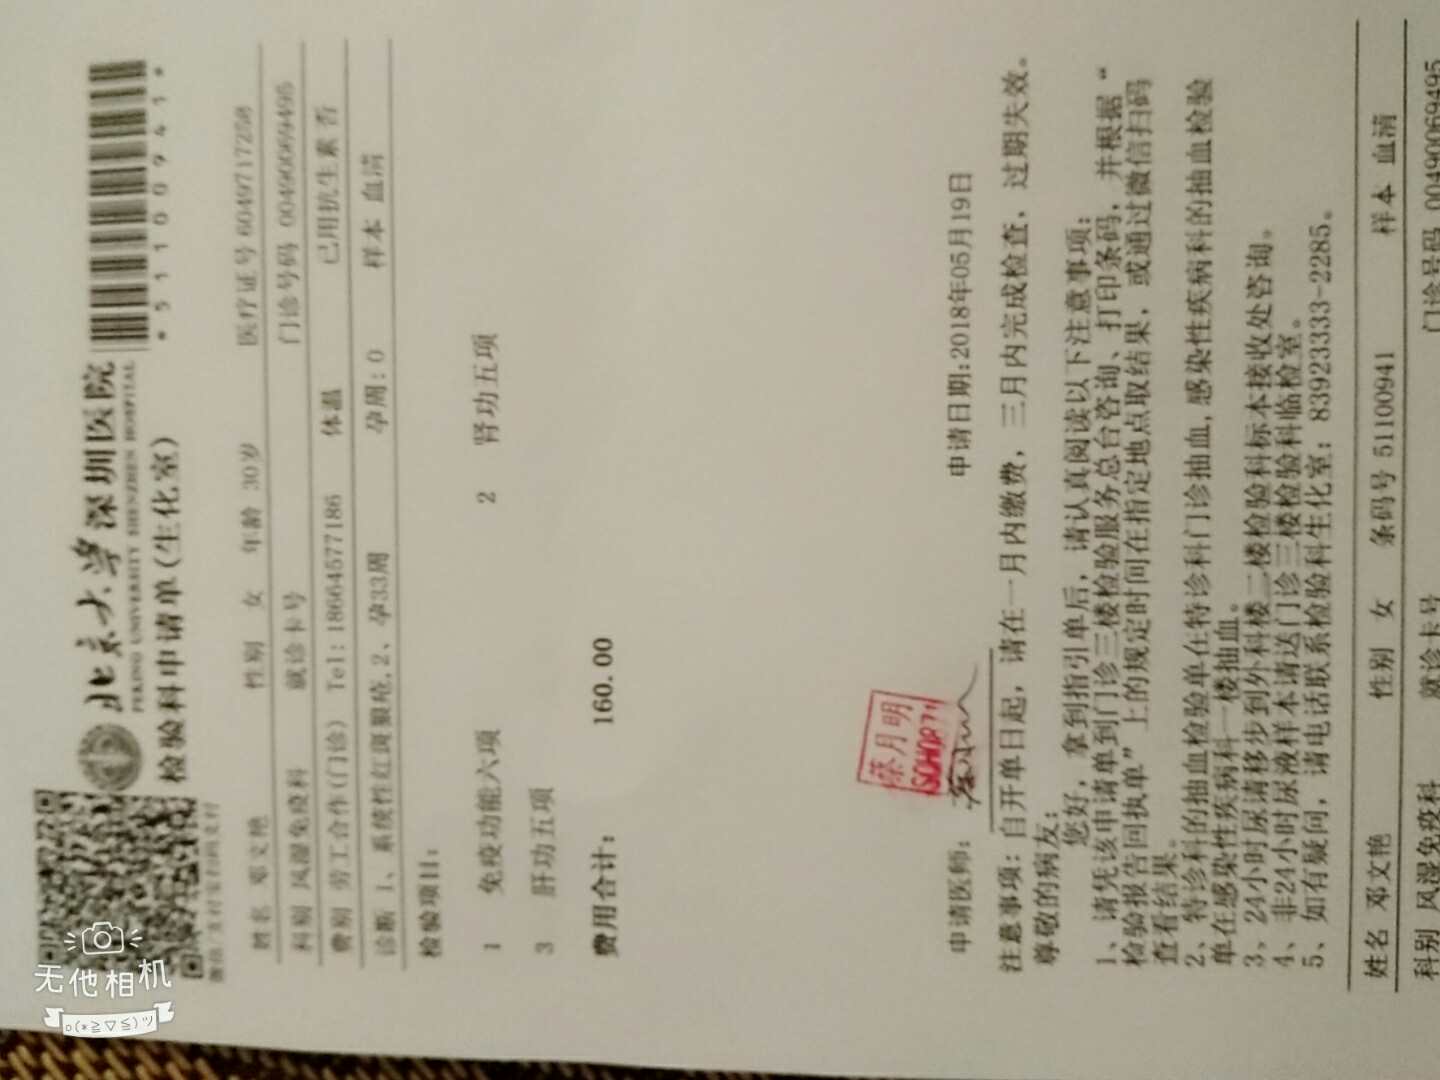 北京大学深圳医院
PEKING UNIVERSITY SHENZHEN HOSPITAL
*51100941*
检验科申请单(生化室)
微信/支付宝扫码支付
姓名 邓文艳 性别 女 年龄 30岁 医疗证号 6049717258
科别 风湿免疫科 就诊卡号 门诊号码 00490069495
费别 劳工合作(门诊) Tel:18664577186 体温 已用抗生素 否
诊断 1、系统性红斑狼疮,2、孕33周 孕周:0 样本 血清
检验项目:
1 免疫功能六项 2 肾功五项
3 肝功五项
费用合计: 160.00
蔡月明
申请医师: 申请日期:2018年05月19日
注意事项:自开单日起,请在一月内缴费,三月内完成检查,过期失效。
尊敬的病友:
您好,拿到指引单后,请认真阅读以下注意事项:
1、请凭该申请单到门诊三楼检验服务总台咨询、打印条码,并根据“
检验报告回执单”上的规定时间在指定地点取结果,或通过微信扫码
查看结果。
2、特诊科的抽血检验单在特诊科门诊抽血,感染性疾病科的抽血检验
单在感染性疾病科一楼抽血。
3、24小时尿请移步到外科楼二楼检验科标本接收处咨询。
4、非24小时尿液样本请送门诊三楼检验科临检室。
5、如有疑问,请电话联系检验科生化室:83923333-2285。
姓名 邓文艳 性别 女 条码号 51100941 样本 血清
科别 风湿免疫科 就诊卡号 门诊号码 00490069495
无他相机